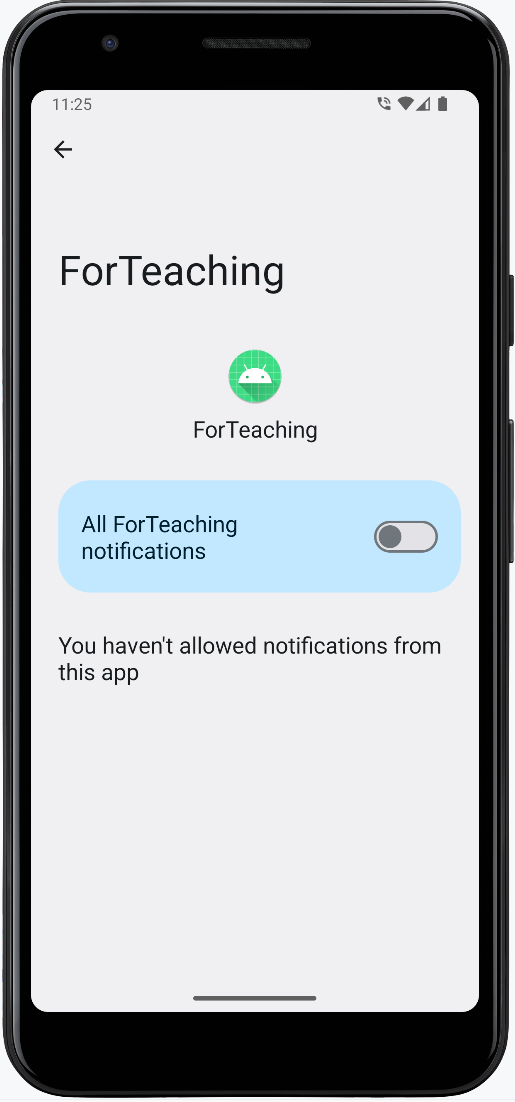 11:25
ForTeaching
ForTeaching
All ForTeaching
notifications
You haven't allowed notifications from
this app